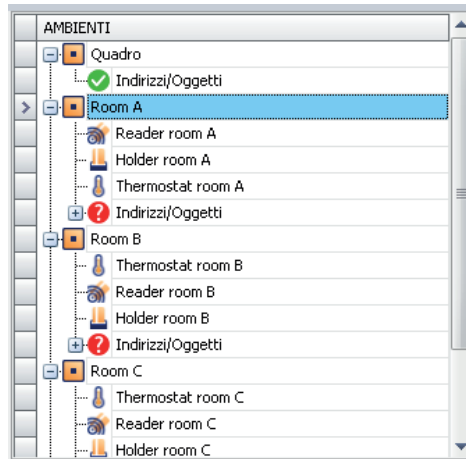 AMBIENTI
Quadro
Indirizzi/Oggetti
Room A
Reader room A
Holder room A
Thermostat room A
Indirizzi/Oggetti
Room B
Thermostat room B
Reader room B
Holder room B
Indirizzi/Oggetti
Room C
Thermostat room C
Reader room C
Holder room C